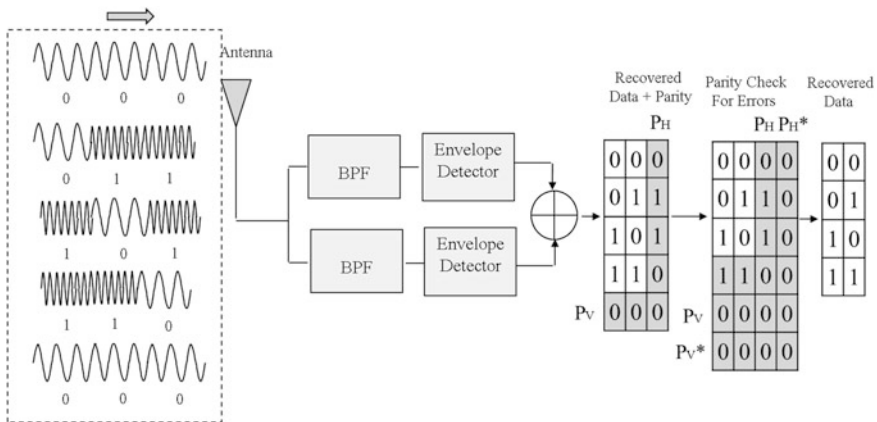 Antenna
0 0 0
0 1 1
1 0 1
1 1 0
0 0 0
BPF
Envelope
Detector
BPF
Envelope
Detector
Recovered
Data + Parity
PH
0 0 0
0 1 1
1 0 1
1 1 0
PV 0 0 0
Parity Check
For Errors
PH PH*
0 0 0 0
0 1 1 0
1 0 1 0
1 1 0 0
PV 0 0 0 0
PV* 0 0 0 0
Recovered
Data
0 0
0 1
1 0
1 1